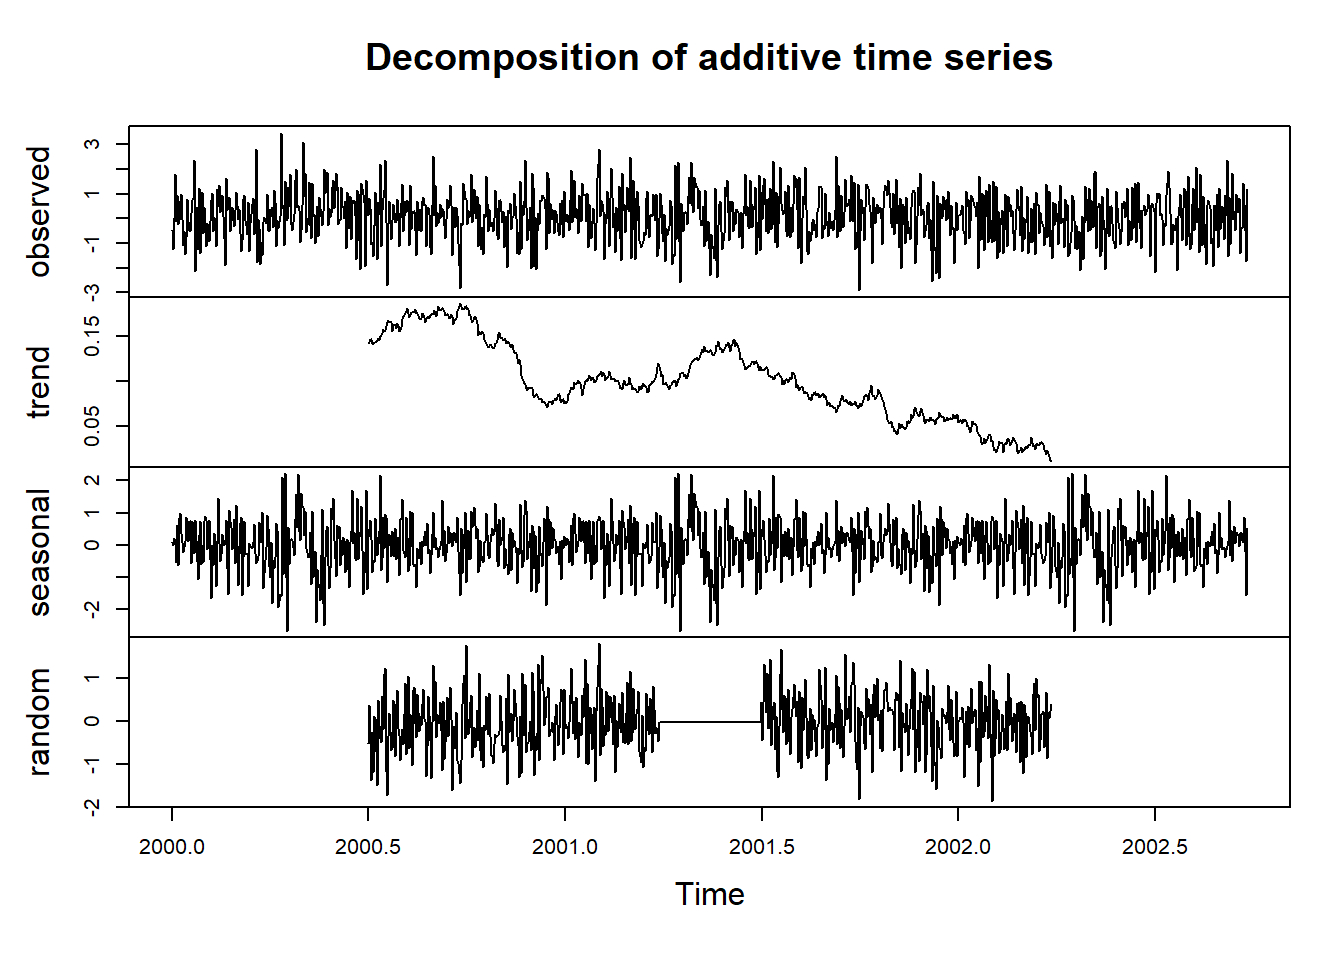 Decomposition of additive time series
observed
3
1
-1
-3
trend
0.15
0.05
seasonal
2
1
0
-2
random
1
0
-1
-2
2000.0 2000.5 2001.0 2001.5 2002.0 2002.5
Time